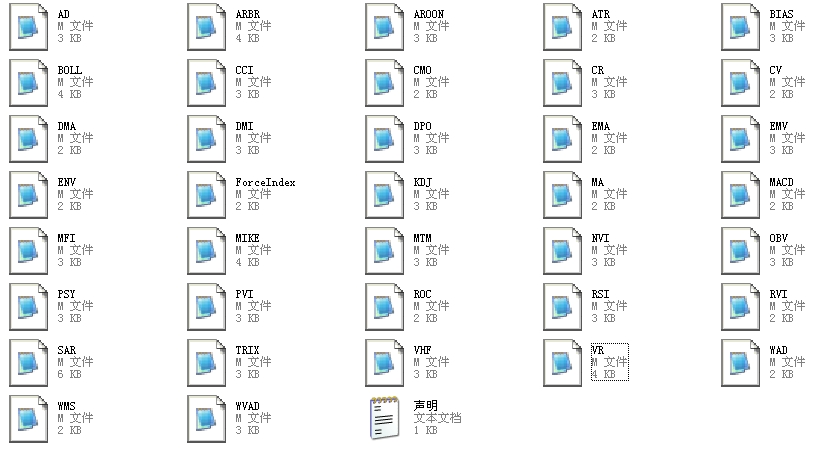 AD
M 文件
3 KB
ARBR
M 文件
4 KB
AROON
M 文件
3 KB
ATR
M 文件
2 KB
BIAS
M 文件
3 KB
BOLL
M 文件
4 KB
CCI
M 文件
3 KB
CMO
M 文件
2 KB
CR
M 文件
3 KB
CV
M 文件
2 KB
DMA
M 文件
2 KB
DMI
M 文件
3 KB
DPO
M 文件
3 KB
EMA
M 文件
2 KB
EMV
M 文件
3 KB
ENV
M 文件
2 KB
ForceIndex
M 文件
2 KB
KDJ
M 文件
3 KB
MA
M 文件
2 KB
MACD
M 文件
2 KB
MFI
M 文件
3 KB
MIKE
M 文件
4 KB
MTM
M 文件
3 KB
NVI
M 文件
3 KB
OBV
M 文件
3 KB
PSY
M 文件
3 KB
PVI
M 文件
3 KB
ROC
M 文件
2 KB
RSI
M 文件
3 KB
RVI
M 文件
2 KB
SAR
M 文件
6 KB
TRIX
M 文件
3 KB
VHF
M 文件
3 KB
VR
M 文件
4 KB
WAD
M 文件
2 KB
WMS
M 文件
2 KB
WVAD
M 文件
3 KB
声明
文本文档
1 KB